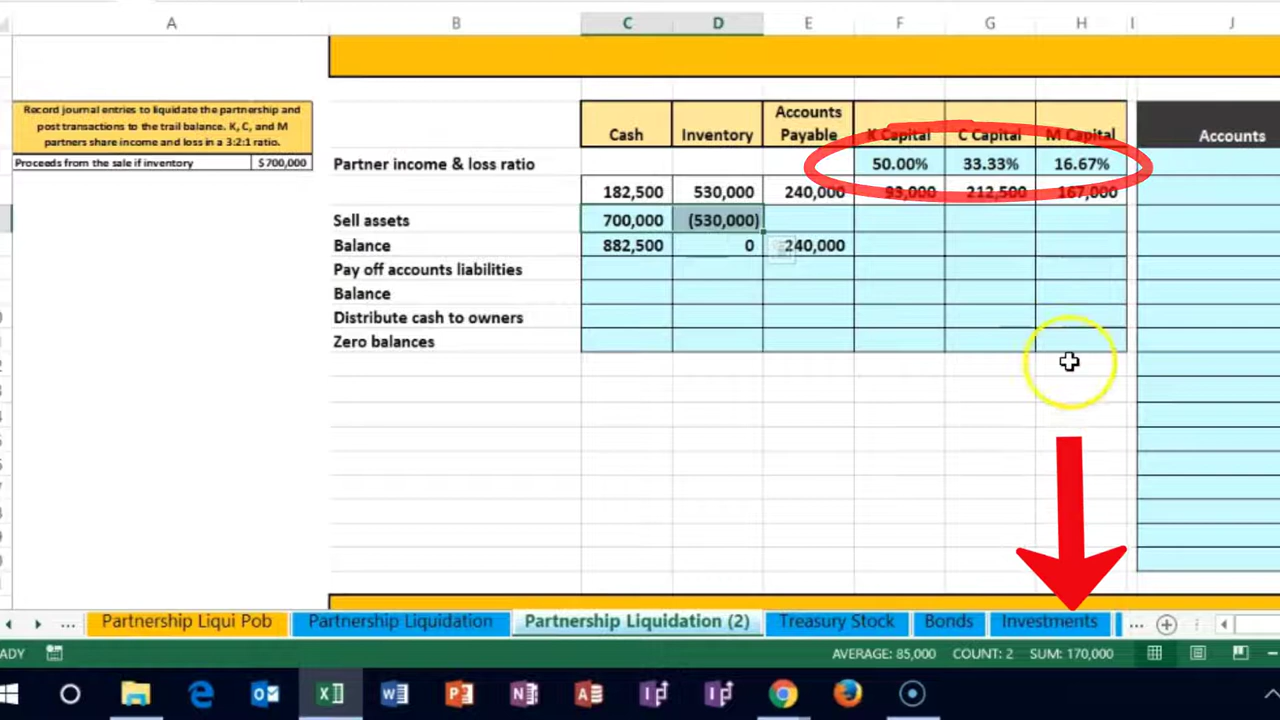 A B C D E F G H I J
Record journal entries to liquidate the partnership and
post transactions to the trail balance. K, C, and M
partners share income and loss in a 3:2:1 ratio.
Proceeds from the sale if inventory $700,000
Accounts
Cash Inventory Payable K Capital C Capital M Capital Accounts
Partner income & loss ratio 50.00% 33.33% 16.67%
182,500 530,000 240,000 93,000 212,500 167,000
Sell assets 700,000 (530,000)
Balance 882,500 0 240,000
Pay off accounts liabilities
Balance
Distribute cash to owners
Zero balances
... Partnership Liqui Pob Partnership Liquidation Partnership Liquidation (2) Treasury Stock Bonds Investments ...
ADY AVERAGE: 85,000 COUNT: 2 SUM: 170,000